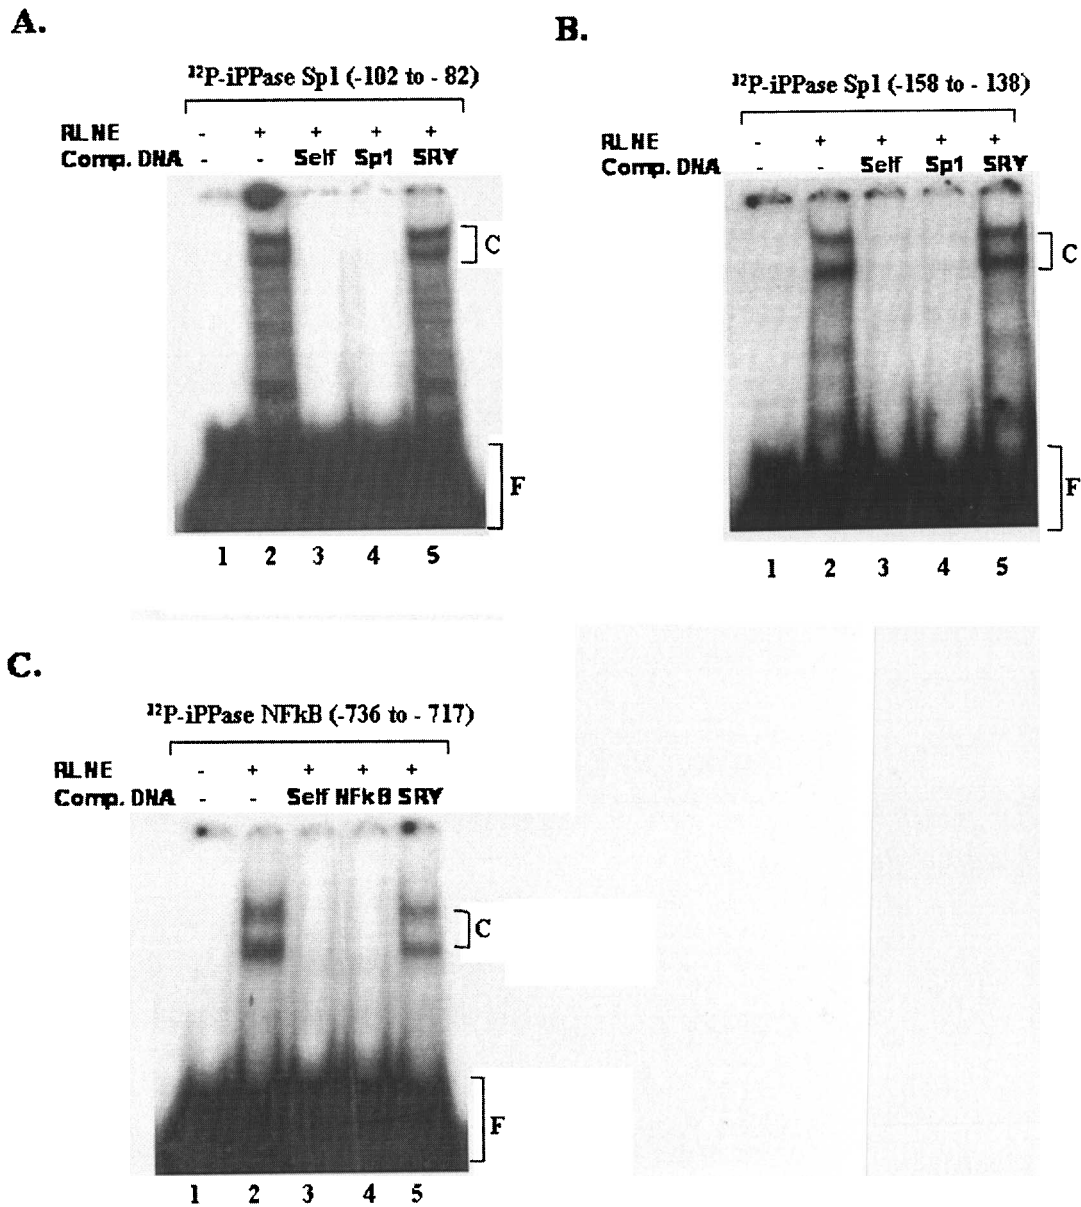 A.
³²P-iPPase Sp1 (-102 to - 82)
RLNE - + + + +
Comp. DNA - - Self Sp1 SRY
C
F
1 2 3 4 5
B.
³²P-iPPase Sp1 (-158 to - 138)
RLNE - + + + +
Comp. DNA - - Self Sp1 SRY
C
F
1 2 3 4 5
C.
³²P-iPPase NFkB (-736 to - 717)
RLNE - + + + +
Comp. DNA - - Self NFkB SRY
C
F
1 2 3 4 5